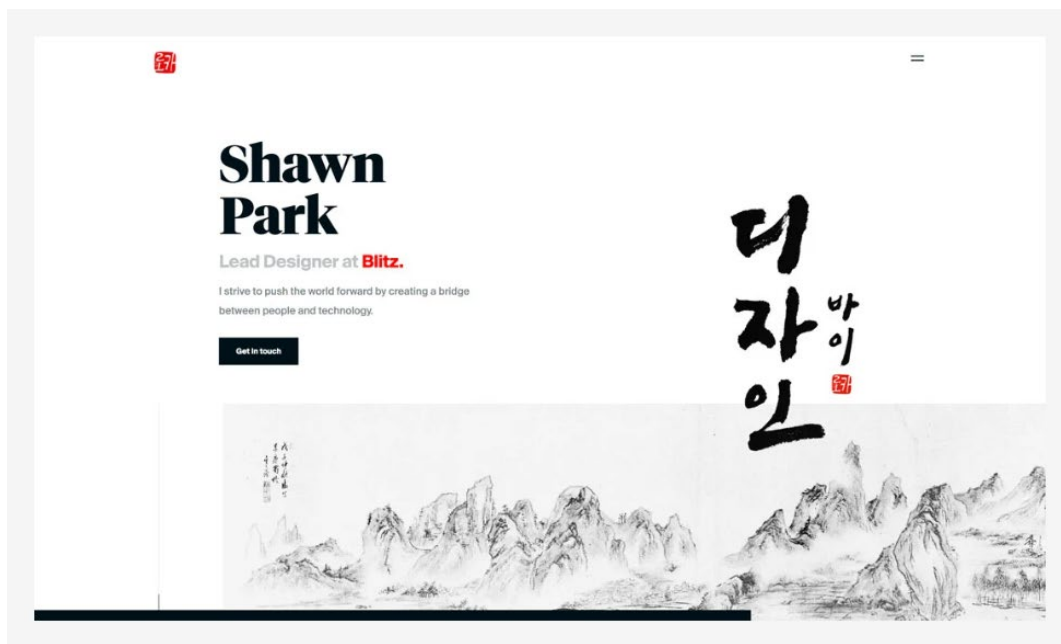 Shawn
Park
Lead Designer at Blitz.
I strive to push the world forward by creating a bridge
between people and technology.
Get in touch
디자인
바이